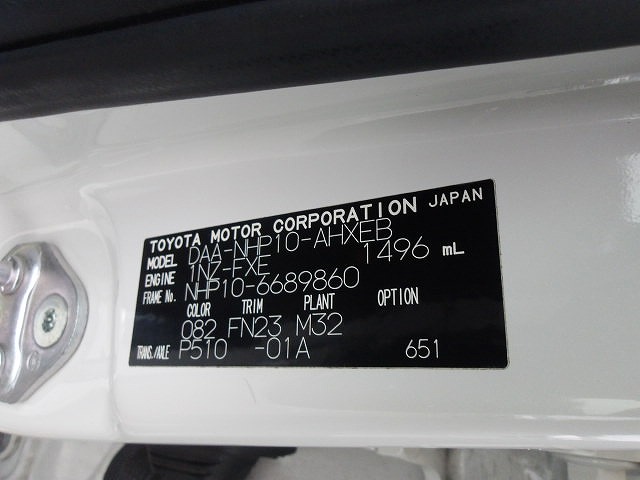 TOYOTA MOTOR CORPORATION JAPAN
MODEL DAA-NHP10-AHXEB
ENGINE 1NZ-FXE 1496 mL
FRAME No. NHP10-6689860
COLOR TRIM PLANT OPTION
082 FN23 M32
TRANS./AXLE P510 -01A 651